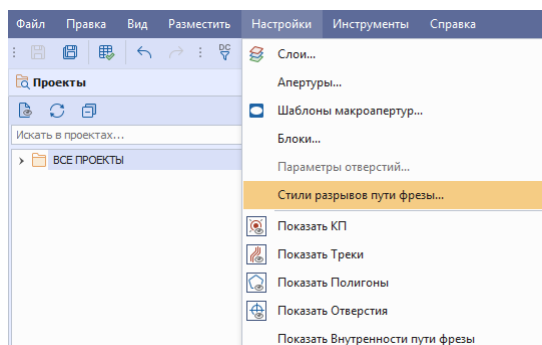 Файл Правка Вид Разместить Настройки Инструменты Справка
DC
Проекты
Искать в проектах...
ВСЕ ПРОЕКТЫ
Слои...
Апертуры...
Шаблоны макроапертур...
Блоки...
Параметры отверстий...
Стили разрывов пути фрезы...
Показать КП
Показать Треки
Показать Полигоны
Показать Отверстия
Показать Внутренности пути фрезы